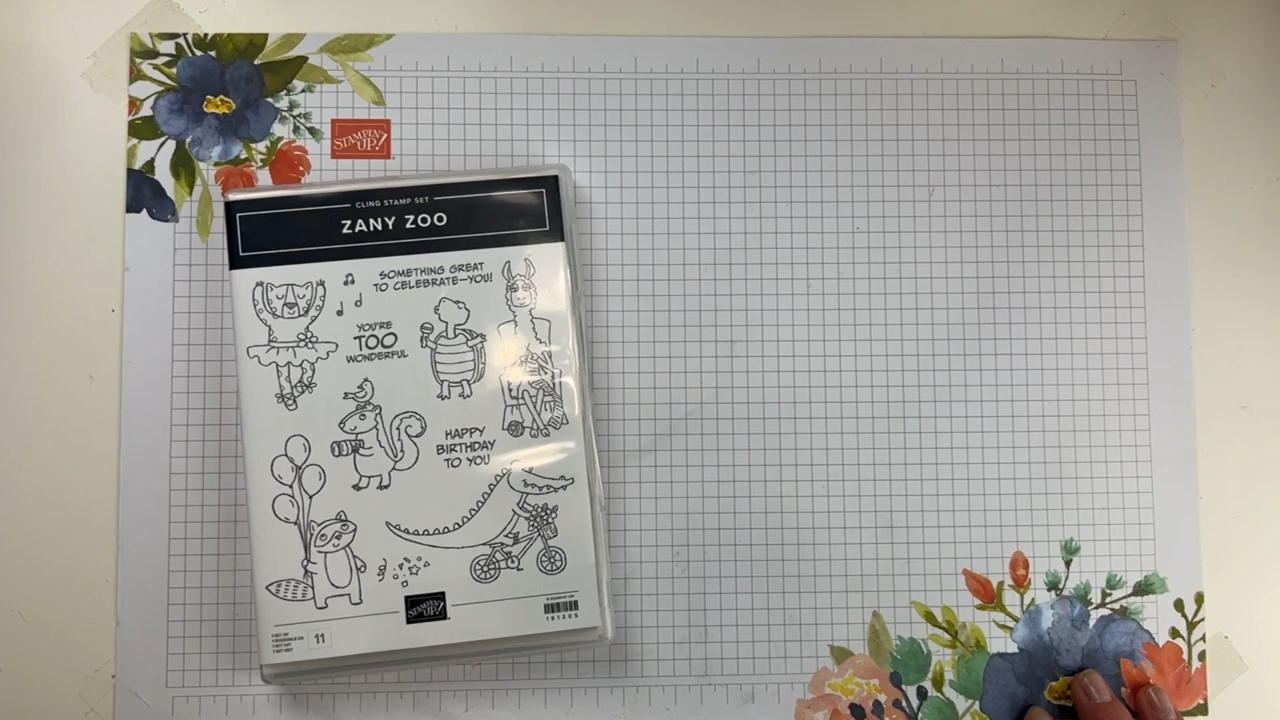 STAMPIN' UP!
CLING STAMP SET
ZANY ZOO
SOMETHING GREAT
TO CELEBRATE—YOU!
YOU'RE
TOO
WONDERFUL
HAPPY
BIRTHDAY
TO YOU
STAMPIN' UP!
11
161305